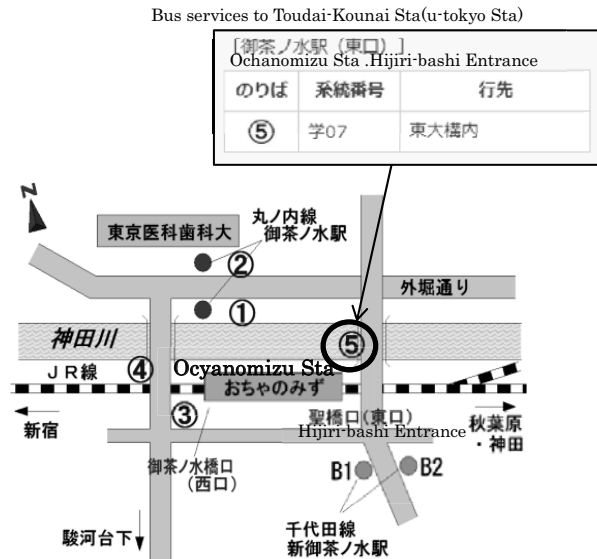 Bus services to Toudai-Kounai Sta(u-tokyo Sta)
[御茶ノ水駅（東口）]
Ochanomizu Sta .Hijiri-bashi Entrance
のりば 系統番号 行先
⑤ 学07 東大構内
N
丸ノ内線
御茶ノ水駅
東京医科歯科大
②
外堀通り
①
神田川
⑤
④
JR線
Ocyanomizu Sta
おちゃのみず
新宿
③
聖橋口(東口)
Hijiri-bashi Entrance
秋葉原
・神田
御茶ノ水橋口
(西口)
B1
B2
千代田線
新御茶ノ水駅
駿河台下